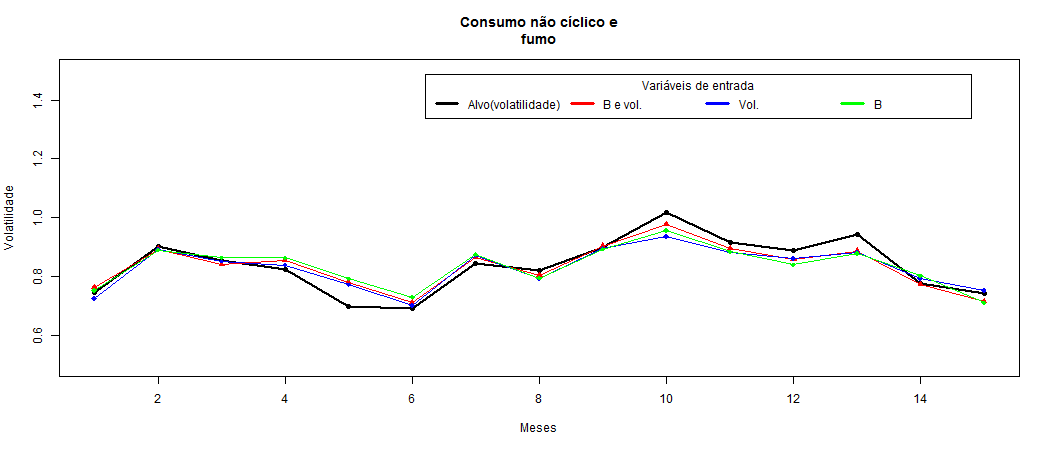 Consumo não cíclico e
fumo
Variáveis de entrada
Alvo(volatilidade) B e vol. Vol. B
Volatilidade
1.4
1.2
1.0
0.8
0.6
2 4 6 8 10 12 14
Meses